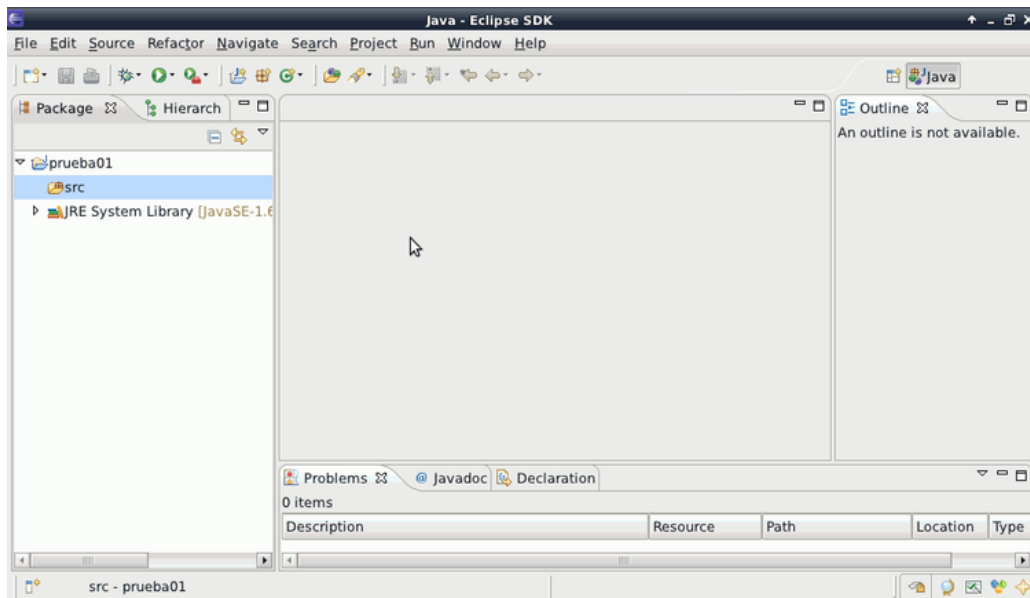 Java - Eclipse SDK
File Edit Source Refactor Navigate Search Project Run Window Help
Java
Package Hierarch
Outline
An outline is not available.
prueba01
src
JRE System Library [JavaSE-1.6
Problems @ Javadoc Declaration
0 items
Description Resource Path Location Type
src - prueba01